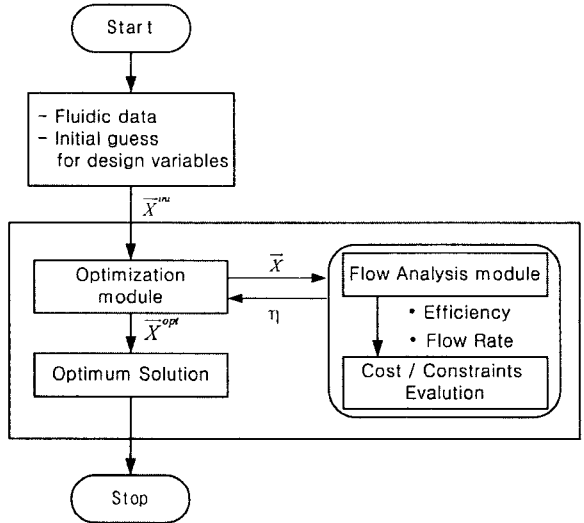 Start
- Fluidic data
- Initial guess
for design variables
X̄ⁱⁿⁱ
Optimization
module
X̄
η
Flow Analysis module
• Efficiency
• Flow Rate
X̄ᵒᵖᵗ
Optimum Solution
Cost / Constraints
Evalution
Stop